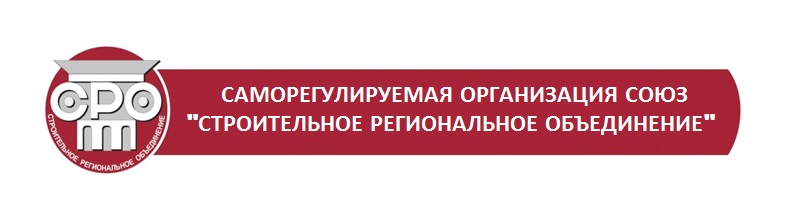 СРО
СТРОИТЕЛЬНОЕ РЕГИОНАЛЬНОЕ ОБЪЕДИНЕНИЕ
САМОРЕГУЛИРУЕМАЯ ОРГАНИЗАЦИЯ СОЮЗ
"СТРОИТЕЛЬНОЕ РЕГИОНАЛЬНОЕ ОБЪЕДИНЕНИЕ"